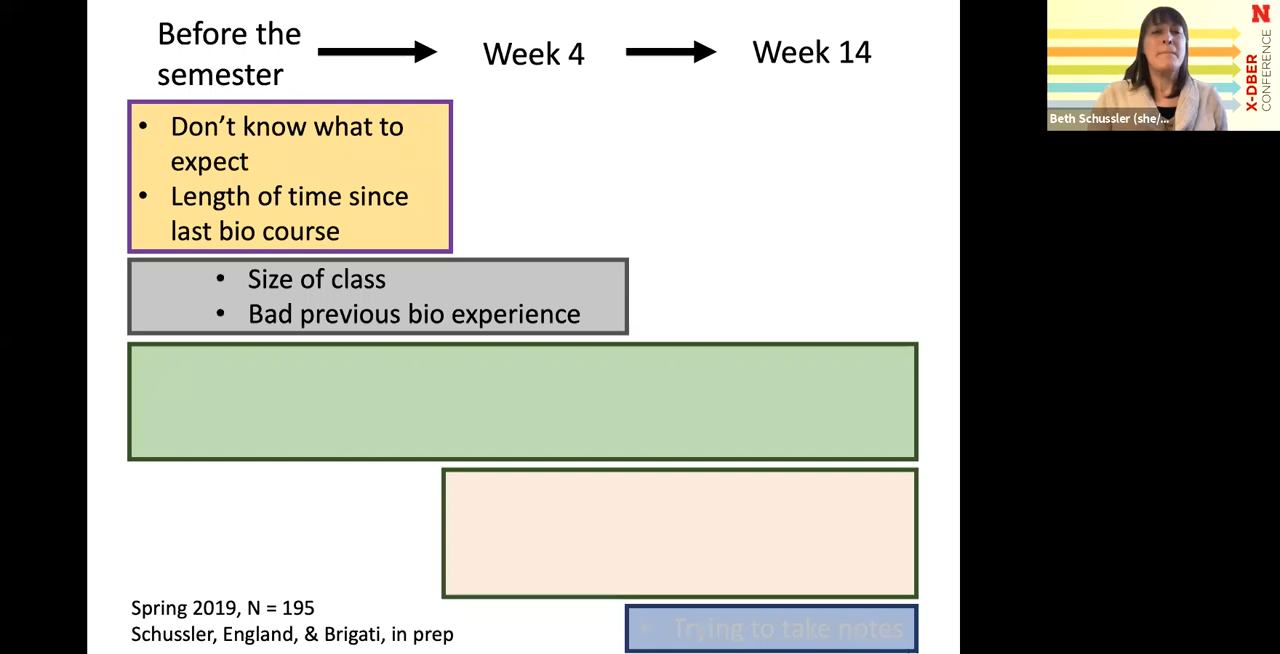 Before the
semester
Week 4
Week 14
• Don’t know what to
expect
• Length of time since
last bio course
• Size of class
• Bad previous bio experience
• Trying to take notes
Spring 2019, N = 195
Schussler, England, & Brigati, in prep
N
X-DBER
CONFERENCE
Beth Schussler (she/...